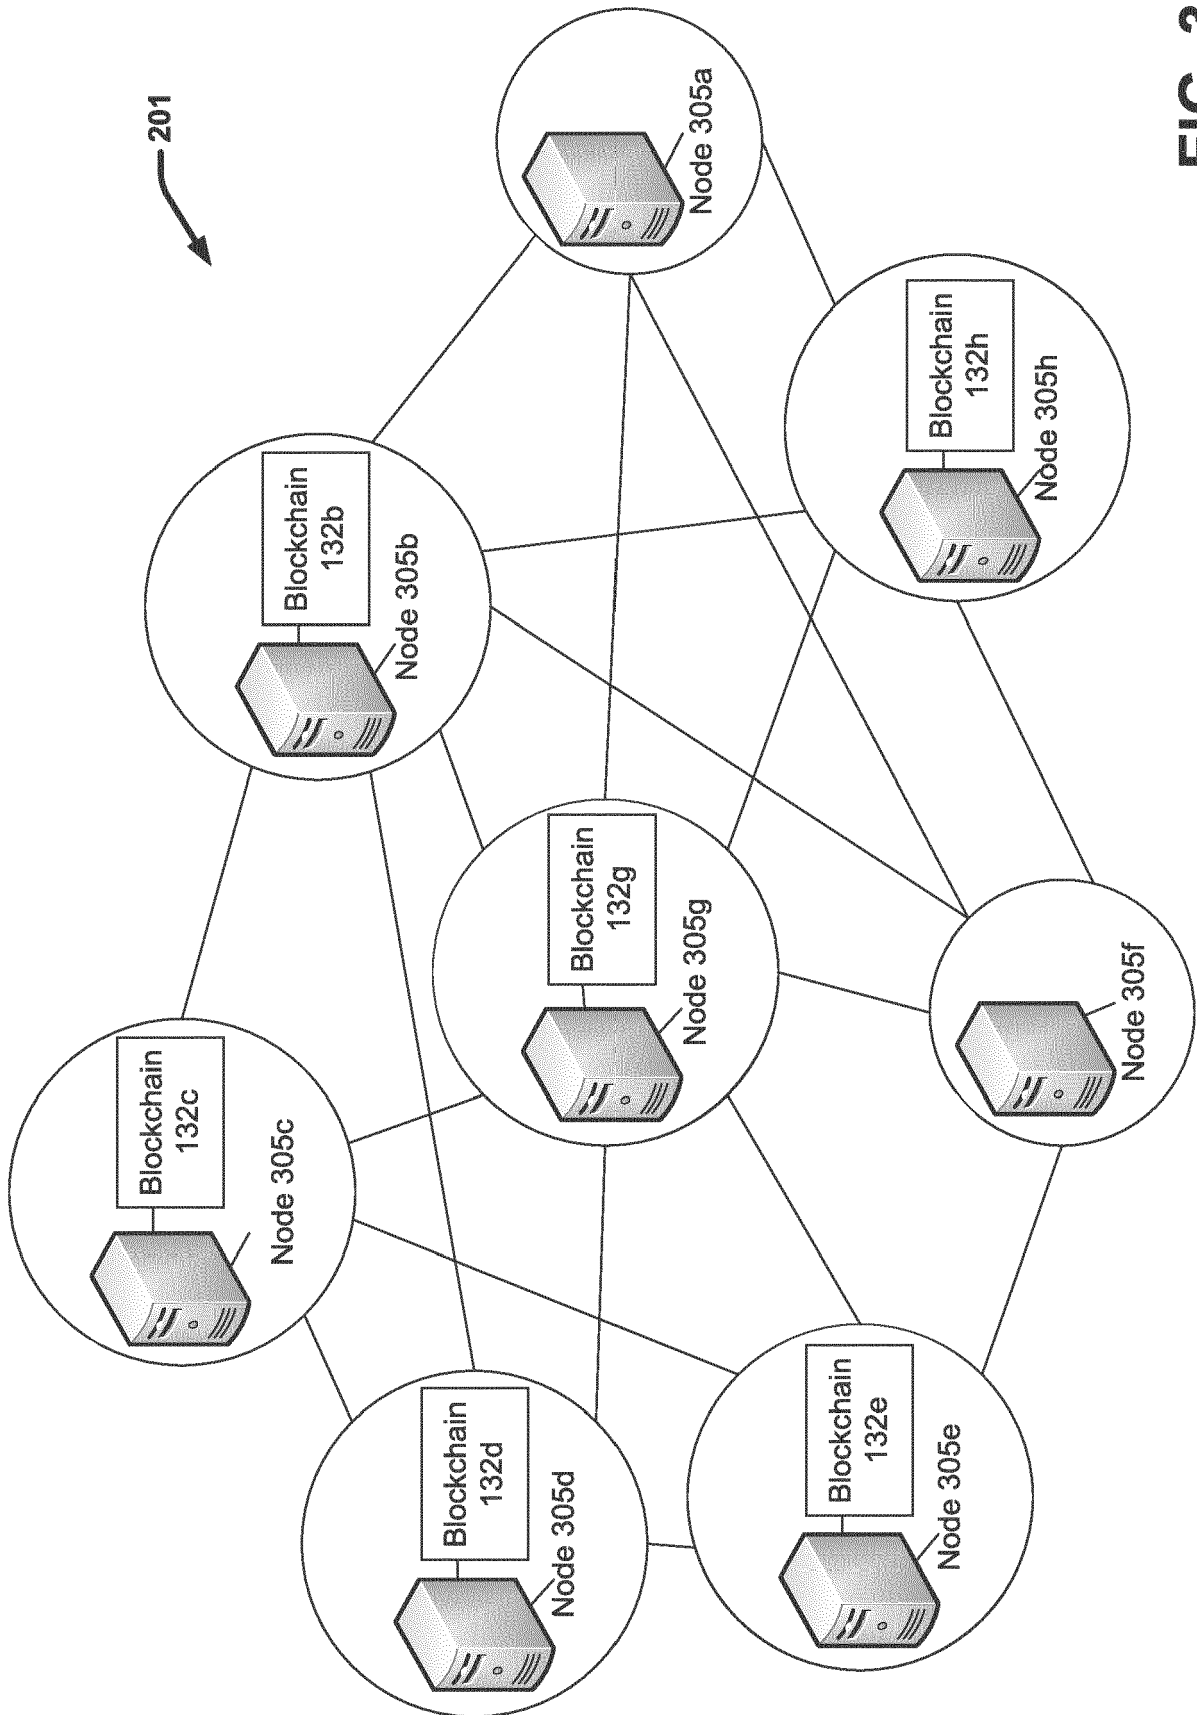 201
Blockchain
132c
Node 305c
Blockchain
132b
Node 305b
Blockchain
132d
Node 305d
Blockchain
132g
Node 305g
Node 305a
Blockchain
132e
Node 305e
Blockchain
132h
Node 305h
Node 305f
FIG.